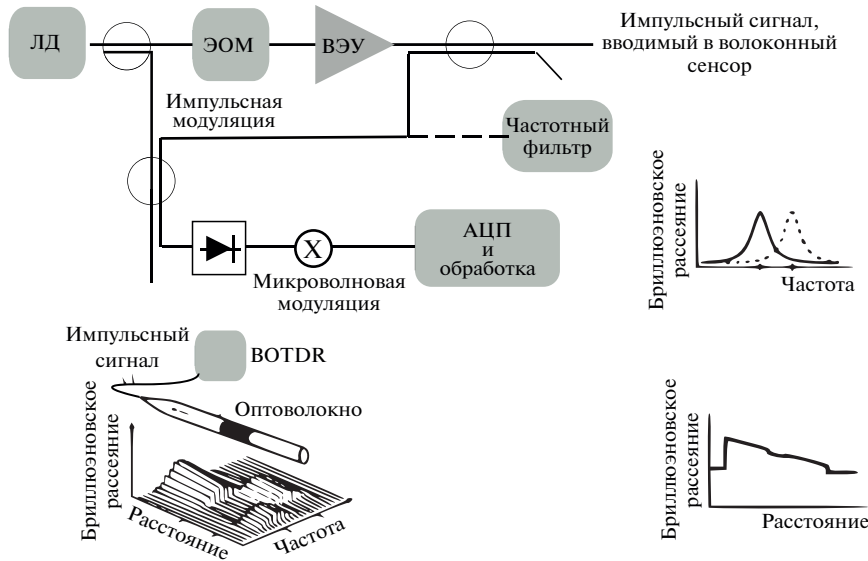 ЛД
ЭОМ
ВЭУ
Импульсный сигнал,
вводимый в волоконный
сенсор
Импульсная
модуляция
Частотный
фильтр
X
Микроволновая
модуляция
АЦП
и
обработка
Бриллюэновское
рассеяние
Частота
Импульсный
сигнал
BOTDR
Оптоволокно
Бриллюэновское
рассеяние
Расстояние
Частота
Бриллюэновское
рассеяние
Расстояние